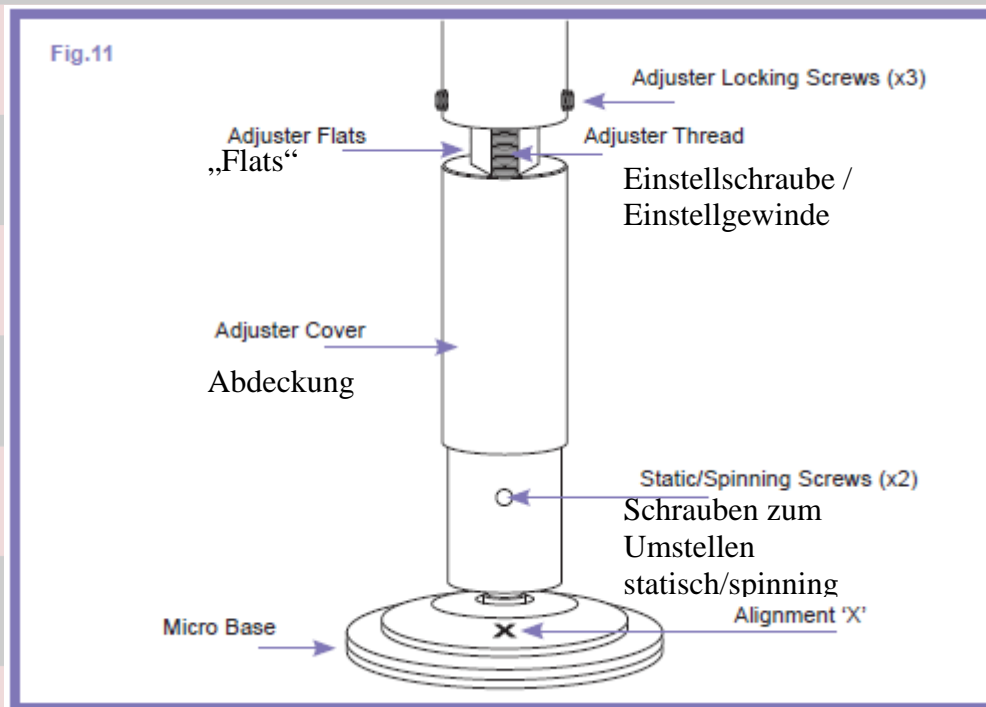 Fig.11
Adjuster Locking Screws (x3)
Adjuster Flats
„Flats“
Adjuster Thread
Einstellschraube /
Einstellgewinde
Adjuster Cover
Abdeckung
Static/Spinning Screws (x2)
Schrauben zum
Umstellen
statisch/spinning
Alignment ‘X’
X
Micro Base